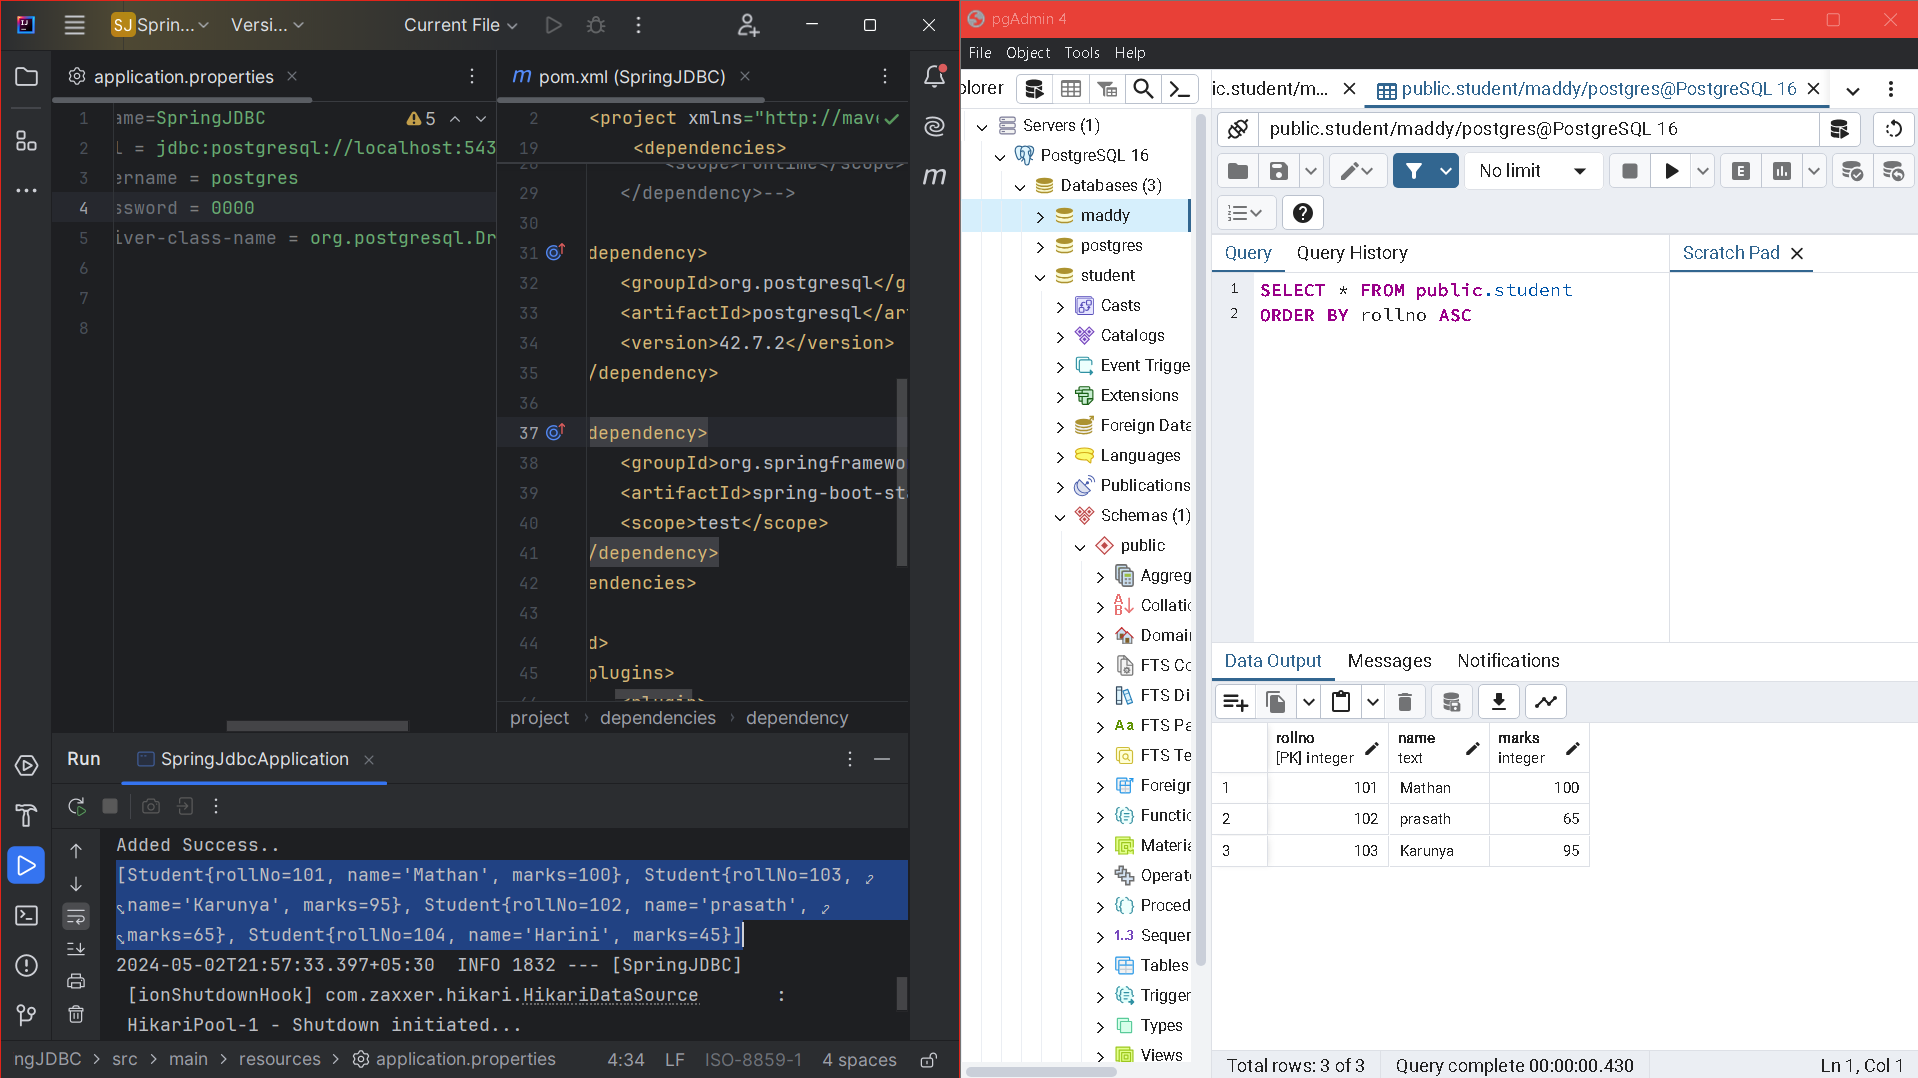 SJ Sprin...
Versi...
Current File
application.properties
pom.xml (SpringJDBC)
1 ame=SpringJDBC
5
2 = jdbc:postgresql://localhost:543
3 ername = postgres
4 ssword = 0000
5 iver-class-name = org.postgresql.Dr
6
7
8
2 <project xmlns="http://mav
19 <dependencies>
28 <scope>runtime</scope>
29 </dependency>-->
30
31 dependency>
32 <groupId>org.postgresql</g
33 <artifactId>postgresql</ar
34 <version>42.7.2</version>
35 /dependency>
36
37 dependency>
38 <groupId>org.springframewo
39 <artifactId>spring-boot-sta
40 <scope>test</scope>
41 /dependency>
42 endencies>
43
44 d>
45 plugins>
<plugin>
project › dependencies › dependency
Run
SpringJdbcApplication
Added Success..
[Student{rollNo=101, name='Mathan', marks=100}, Student{rollNo=103,
name='Karunya', marks=95}, Student{rollNo=102, name='prasath',
marks=65}, Student{rollNo=104, name='Harini', marks=45}]
2024-05-02T21:57:33.397+05:30 INFO 1832 --- [SpringJDBC]
[ionShutdownHook] com.zaxxer.hikari.HikariDataSource :
HikariPool-1 - Shutdown initiated...
ngJDBC > src > main > resources > application.properties
4:34 LF ISO-8859-1 4 spaces
pgAdmin 4
File Object Tools Help
plorer
ic.student/m...
public.student/maddy/postgres@PostgreSQL 16
public.student/maddy/postgres@PostgreSQL 16
No limit
Servers (1)
PostgreSQL 16
Databases (3)
maddy
postgres
student
Casts
Catalogs
Event Trigge
Extensions
Foreign Data
Languages
Publications
Schemas (1)
public
Aggreg
Collatio
Domain
FTS Co
FTS Di
FTS Pa
FTS Te
Foreign
Functio
Materia
Operat
Proced
1.3 Sequen
Tables
Trigger
Types
Views
Query
Query History
Scratch Pad
1 SELECT * FROM public.student
2 ORDER BY rollno ASC
Data Output
Messages
Notifications
rollno
[PK] integer
name
text
marks
integer
1 101 Mathan 100
2 102 prasath 65
3 103 Karunya 95
Total rows: 3 of 3
Query complete 00:00:00.430
Ln 1, Col 1